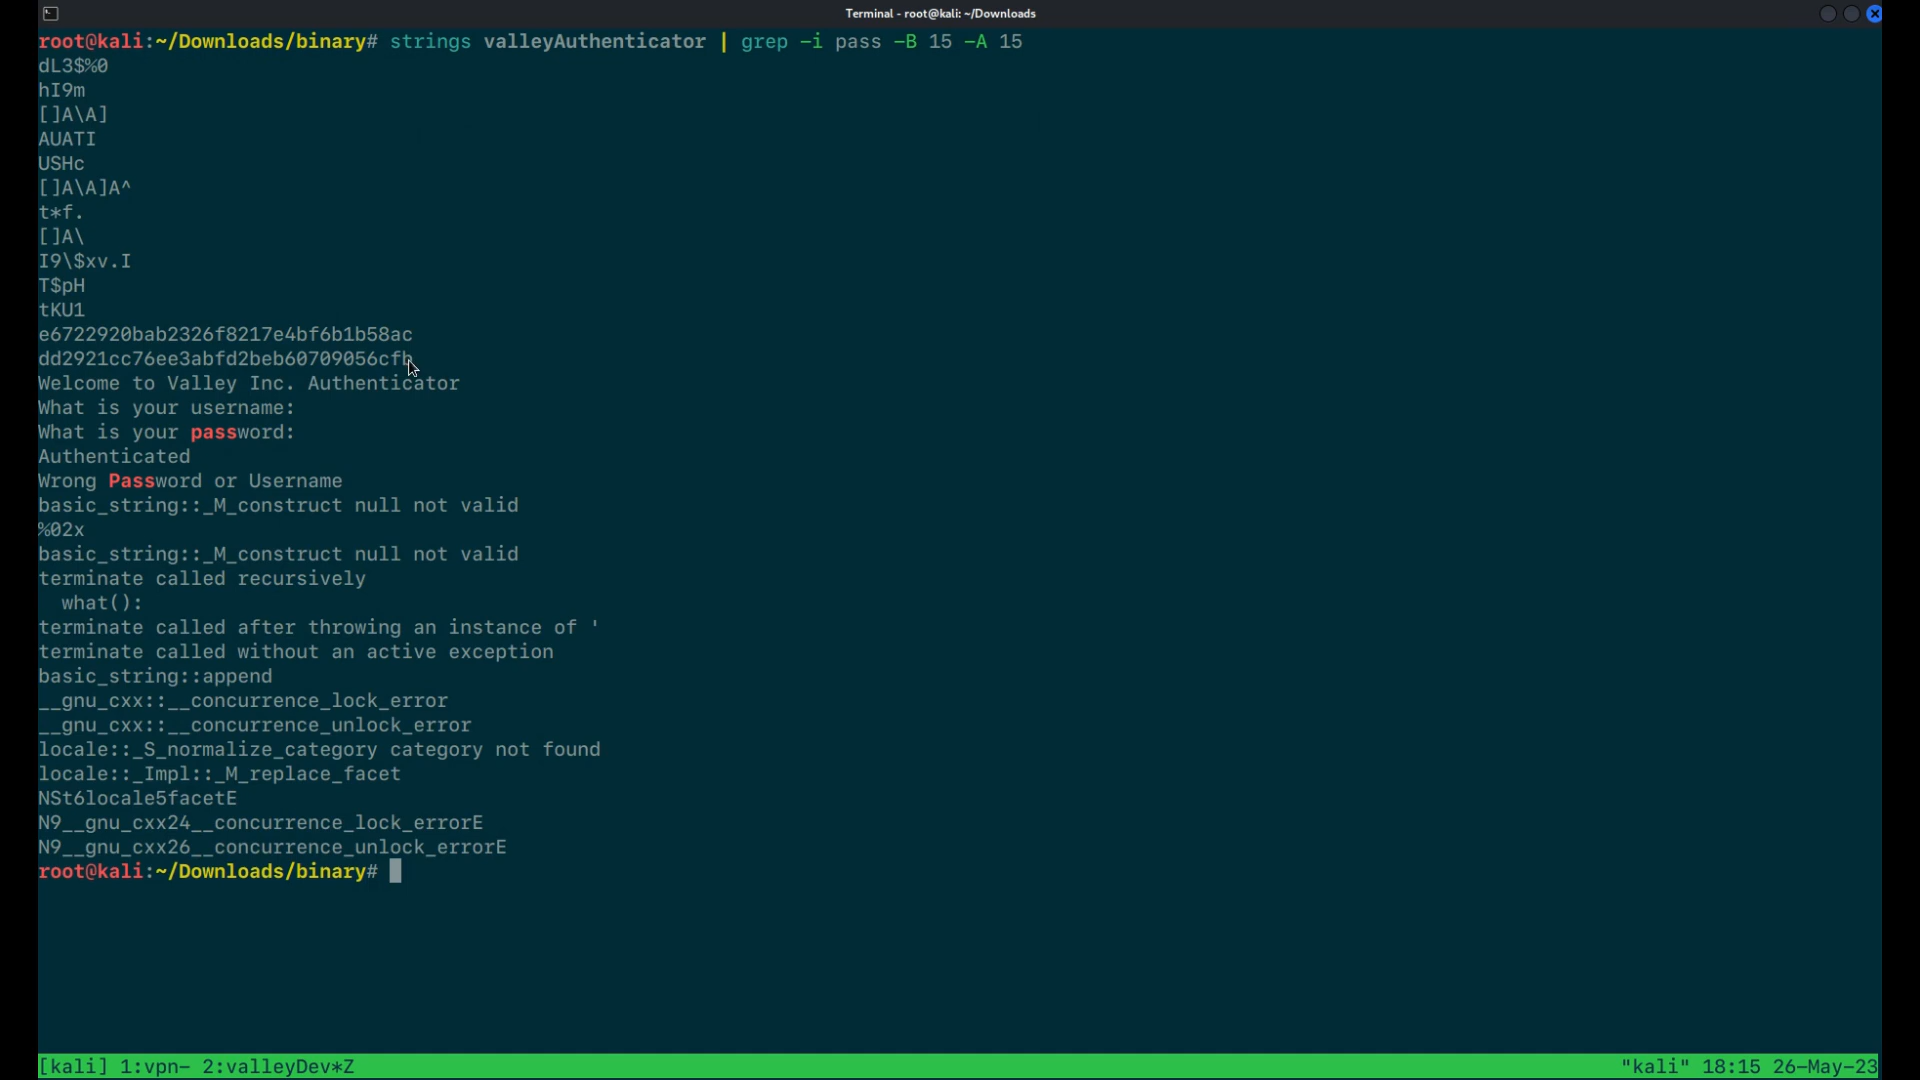 Terminal - root@kali: ~/Downloads
root@kali:~/Downloads/binary# strings valleyAuthenticator | grep -i pass -B 15 -A 15
dL3$%0
hI9m
[]A\A]
AUATI
USHc
[]A\A]A^
t*f.
[]A\
I9\$xv.I
T$pH
tKU1
e6722920bab2326f8217e4bf6b1b58ac
dd2921cc76ee3abfd2beb60709056cfb
Welcome to Valley Inc. Authenticator
What is your username:
What is your password:
Authenticated
Wrong Password or Username
basic_string::_M_construct null not valid
%02x
basic_string::_M_construct null not valid
terminate called recursively
  what():
terminate called after throwing an instance of '
terminate called without an active exception
basic_string::append
__gnu_cxx::__concurrence_lock_error
__gnu_cxx::__concurrence_unlock_error
locale::_S_normalize_category category not found
locale::_Impl::_M_replace_facet
NSt6locale5facetE
N9__gnu_cxx24__concurrence_lock_errorE
N9__gnu_cxx26__concurrence_unlock_errorE
root@kali:~/Downloads/binary#
[kali] 1:vpn- 2:valleyDev*Z "kali" 18:15 26-May-23